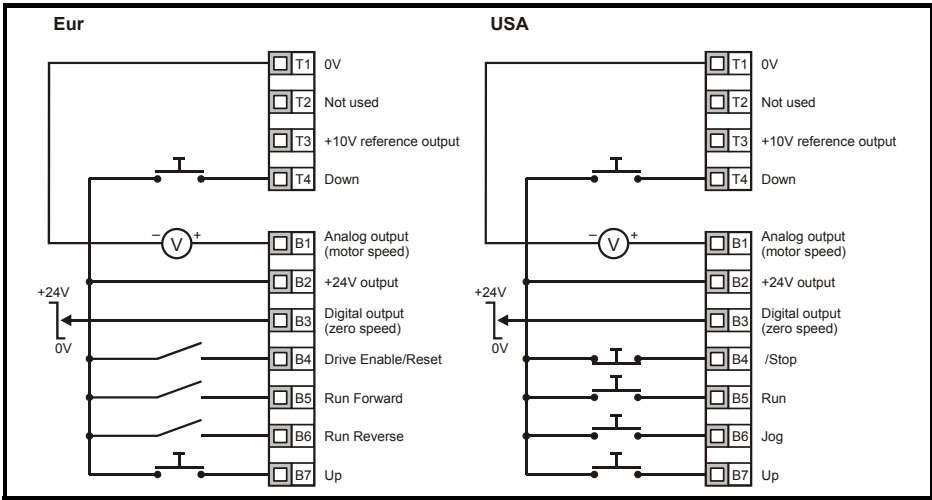 Eur
T1 0V
T2 Not used
T3 +10V reference output
T4 Down
− V +
B1 Analog output
(motor speed)
B2 +24V output
+24V
B3 Digital output
(zero speed)
0V
B4 Drive Enable/Reset
B5 Run Forward
B6 Run Reverse
B7 Up
USA
T1 0V
T2 Not used
T3 +10V reference output
T4 Down
− V +
B1 Analog output
(motor speed)
B2 +24V output
+24V
B3 Digital output
(zero speed)
0V
B4 /Stop
B5 Run
B6 Jog
B7 Up